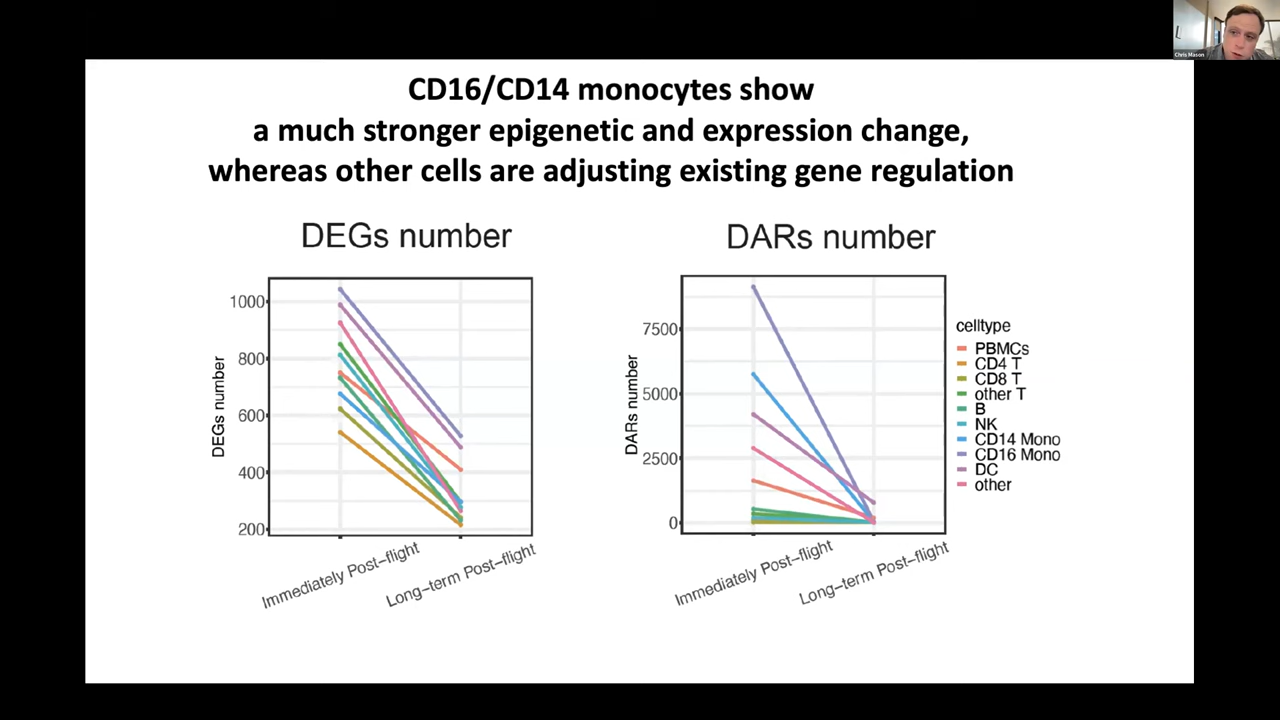 Chris Mason
CD16/CD14 monocytes show
a much stronger epigenetic and expression change,
whereas other cells are adjusting existing gene regulation
DEGs number
DEGs number
1000
800
600
400
200
Immediately Post–flight
Long–term Post–flight
DARs number
DARs number
7500
5000
2500
0
Immediately Post–flight
Long–term Post–flight
celltype
PBMCs
CD4 T
CD8 T
other T
B
NK
CD14 Mono
CD16 Mono
DC
other